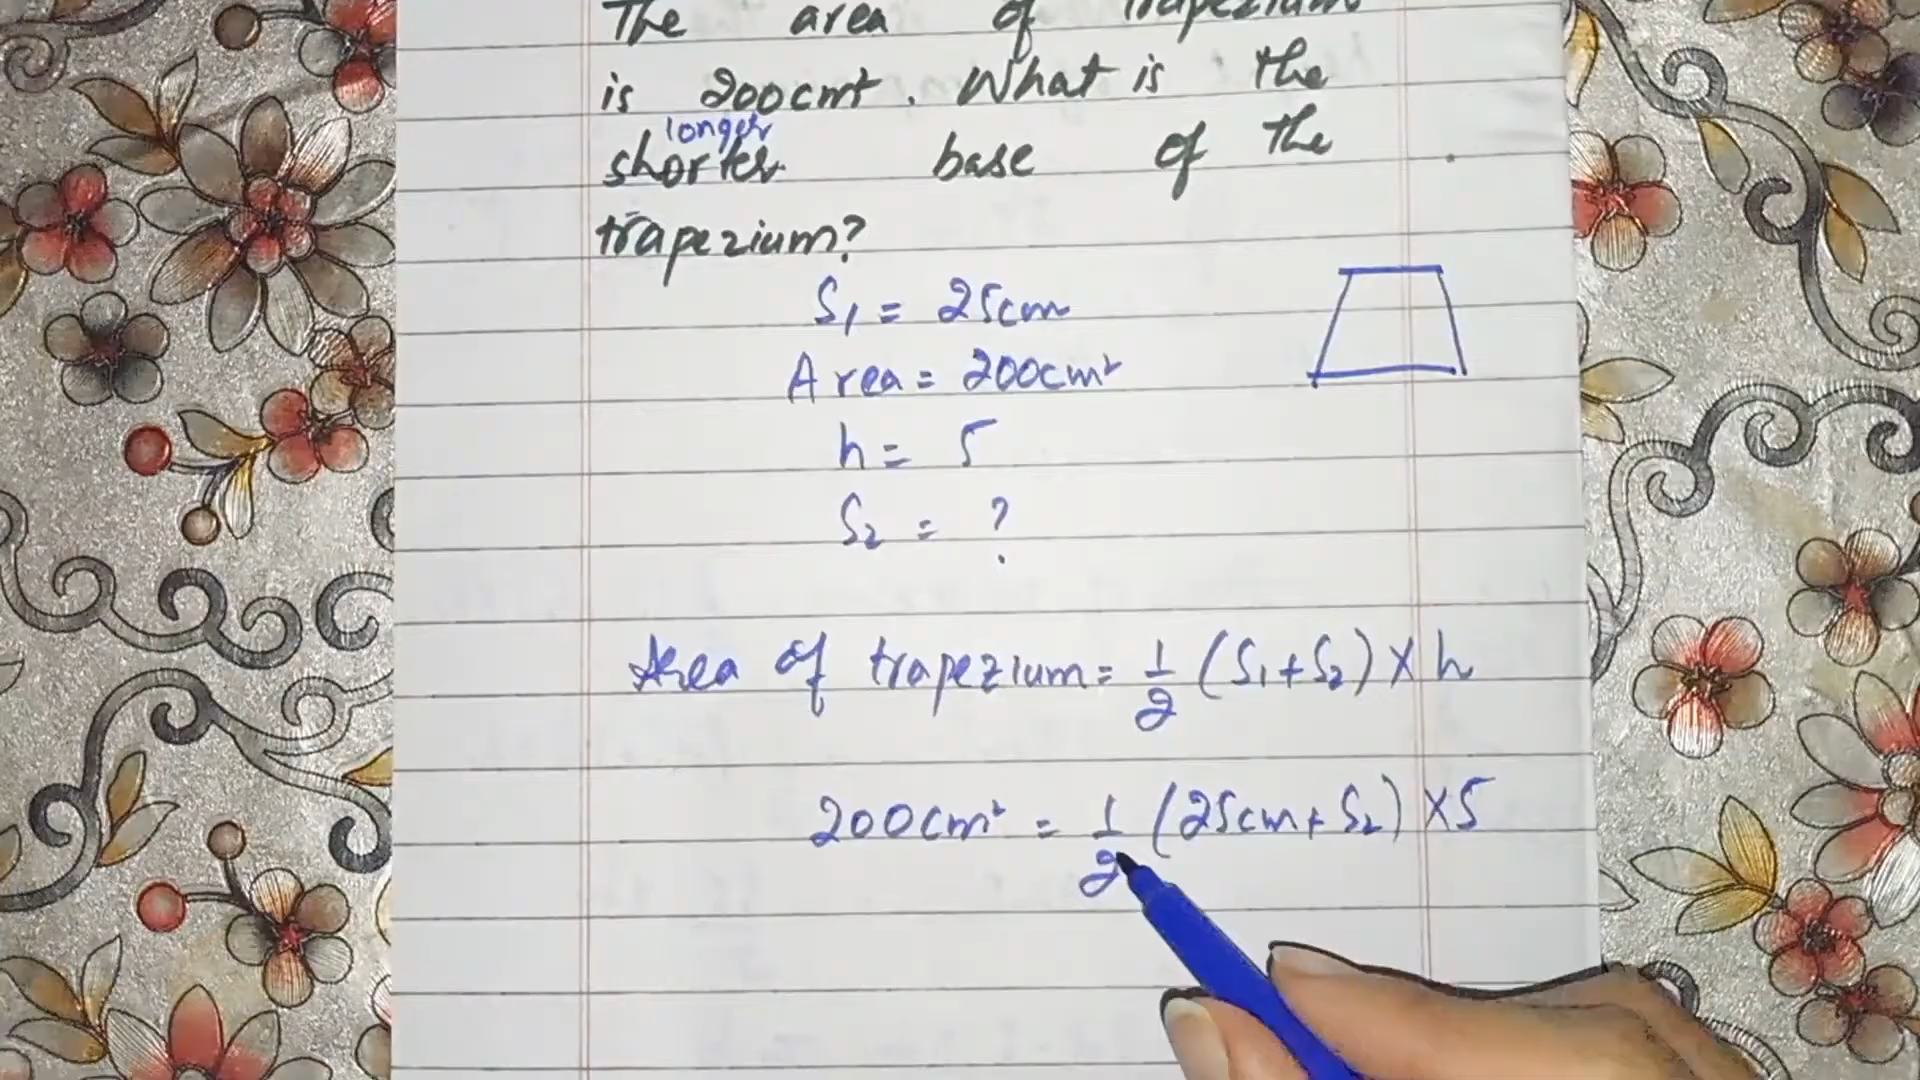 The area of trapezium
is 200cm². What is the
longer
shorter base of the
trapezium?
S₁ = 25cm
Area = 200cm²
h = 5
S₂ = ?
Area of trapezium = 1/2 (S₁ + S₂) × h
200cm² = 1/2 (25cm + S₂) × 5